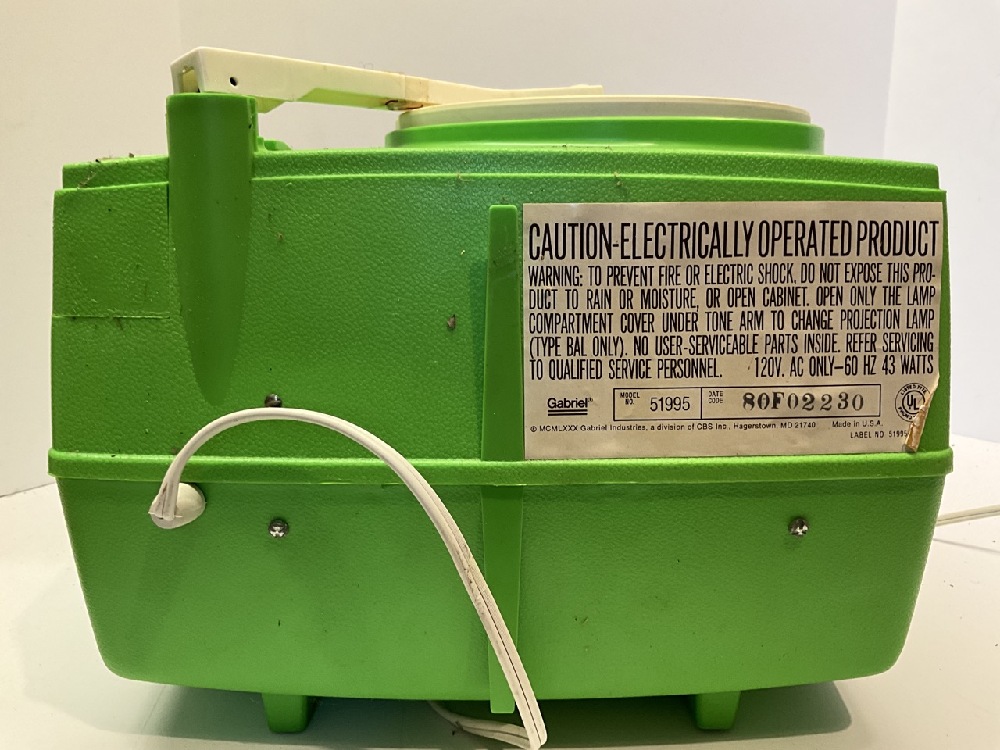 CAUTION-ELECTRICALLY OPERATED PRODUCT
WARNING: TO PREVENT FIRE OR ELECTRIC SHOCK, DO NOT EXPOSE THIS PRO-
DUCT TO RAIN OR MOISTURE, OR OPEN CABINET. OPEN ONLY THE LAMP
COMPARTMENT COVER UNDER TONE ARM TO CHANGE PROJECTION LAMP
(TYPE BAL ONLY). NO USER-SERVICEABLE PARTS INSIDE. REFER SERVICING
TO QUALIFIED SERVICE PERSONNEL. 120V. AC ONLY-60 HZ 43 WATTS
Gabriel® MODEL NO. 51995 DATE CODE 80F02230 UL
© MCMLXXX Gabriel Industries, a division of CBS Inc., Hagerstown, MD 21740 Made in U.S.A.
LABEL NO 51995